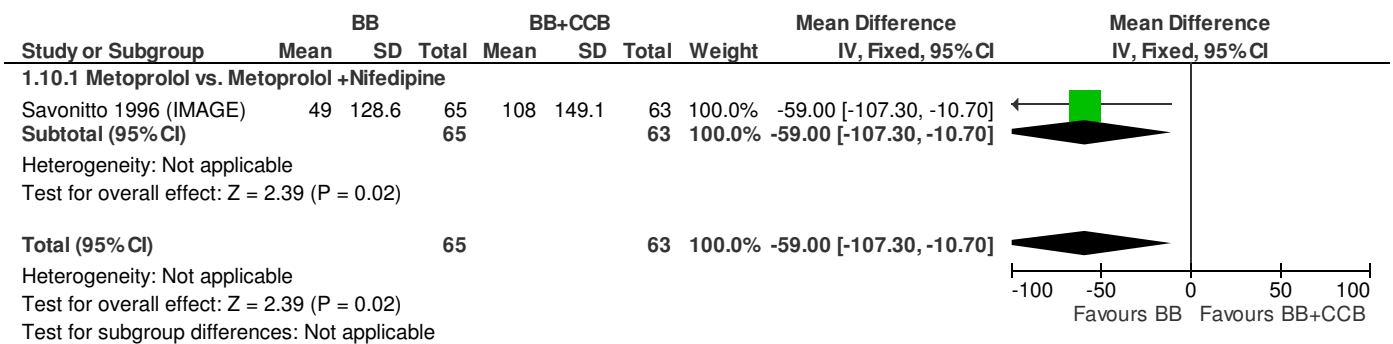 BB BB+CCB Mean Difference Mean Difference
Study or Subgroup Mean SD Total Mean SD Total Weight IV, Fixed, 95% CI IV, Fixed, 95% CI
1.10.1 Metoprolol vs. Metoprolol +Nifedipine
Savonitto 1996 (IMAGE) 49 128.6 65 108 149.1 63 100.0% -59.00 [-107.30, -10.70]
Subtotal (95% CI) 65 63 100.0% -59.00 [-107.30, -10.70]
Heterogeneity: Not applicable
Test for overall effect: Z = 2.39 (P = 0.02)
Total (95% CI) 65 63 100.0% -59.00 [-107.30, -10.70]
Heterogeneity: Not applicable
Test for overall effect: Z = 2.39 (P = 0.02)
Test for subgroup differences: Not applicable
-100 -50 0 50 100
Favours BB Favours BB+CCB